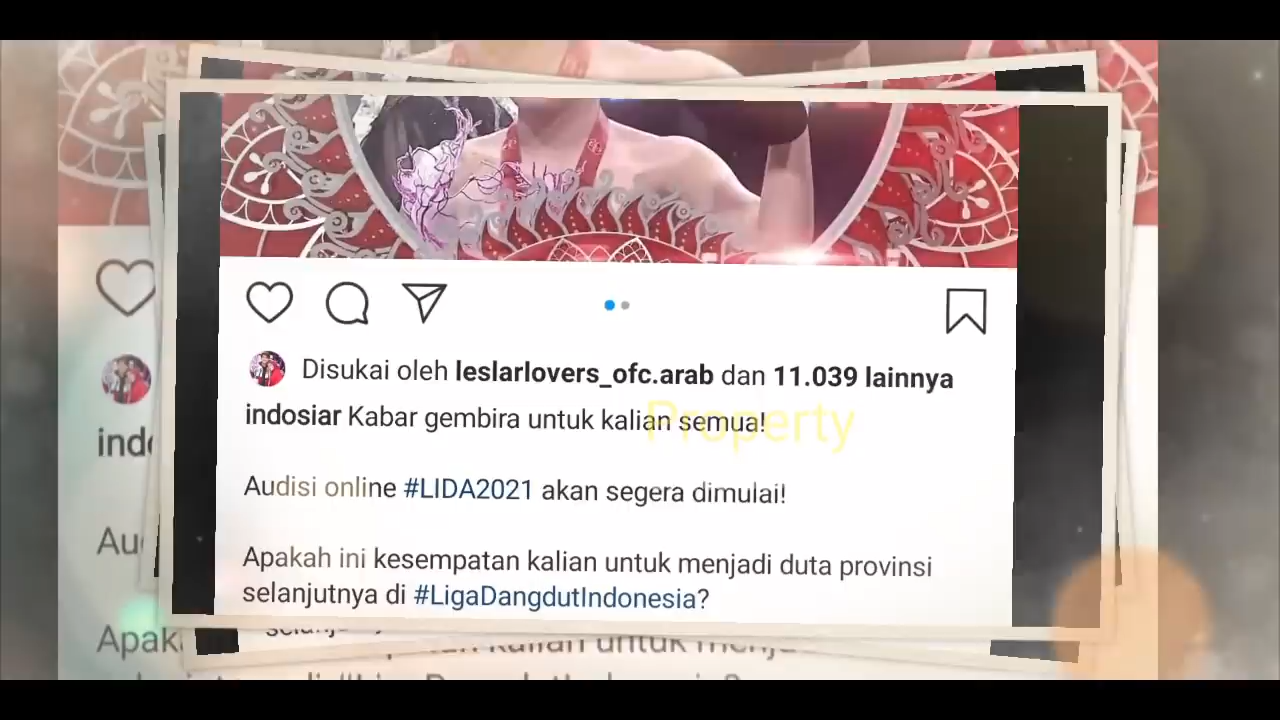 Disukai oleh leslarlovers_ofc.arab dan 11.039 lainnya
indosiar Kabar gembira untuk kalian semua!
Property
Audisi online #LIDA2021 akan segera dimulai!
Apakah ini kesempatan kalian untuk menjadi duta provinsi
selanjutnya di #LigaDangdutIndonesia?